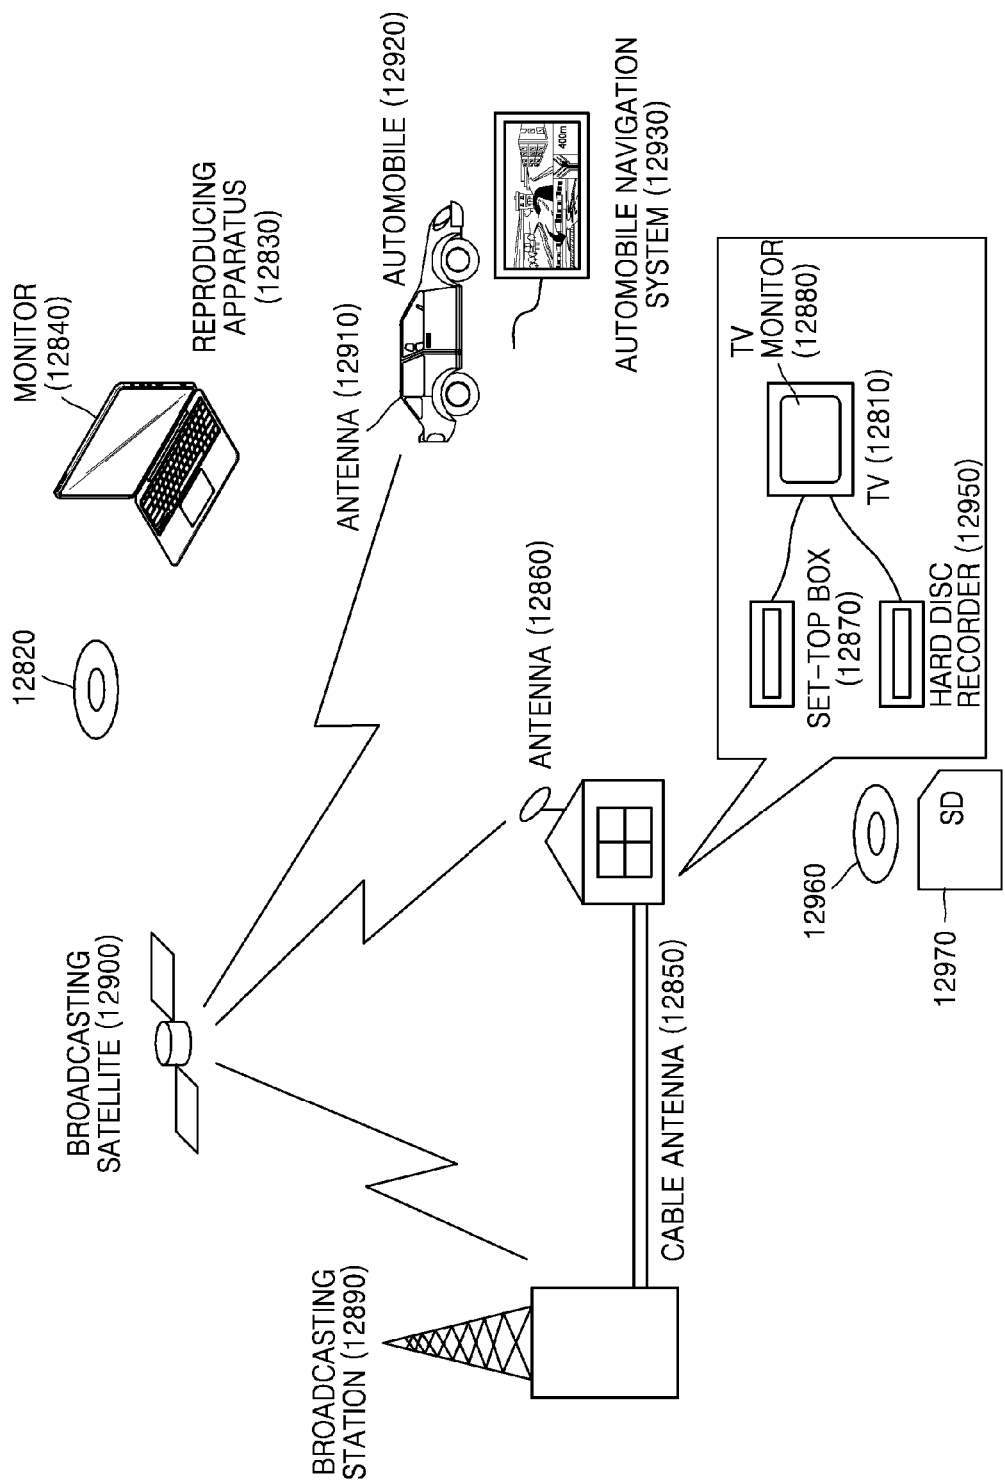 BROADCASTING
SATELLITE (12900)
12820
MONITOR
(12840)
REPRODUCING
APPARATUS
(12830)
BROADCASTING
STATION (12890)
ANTENNA (12910)
AUTOMOBILE (12920)
ANTENNA (12860)
400m
AUTOMOBILE NAVIGATION
SYSTEM (12930)
CABLE ANTENNA (12850)
TV
MONITOR
(12880)
SET-TOP BOX
(12870)
TV (12810)
HARD DISC
RECORDER (12950)
12960
SD
12970